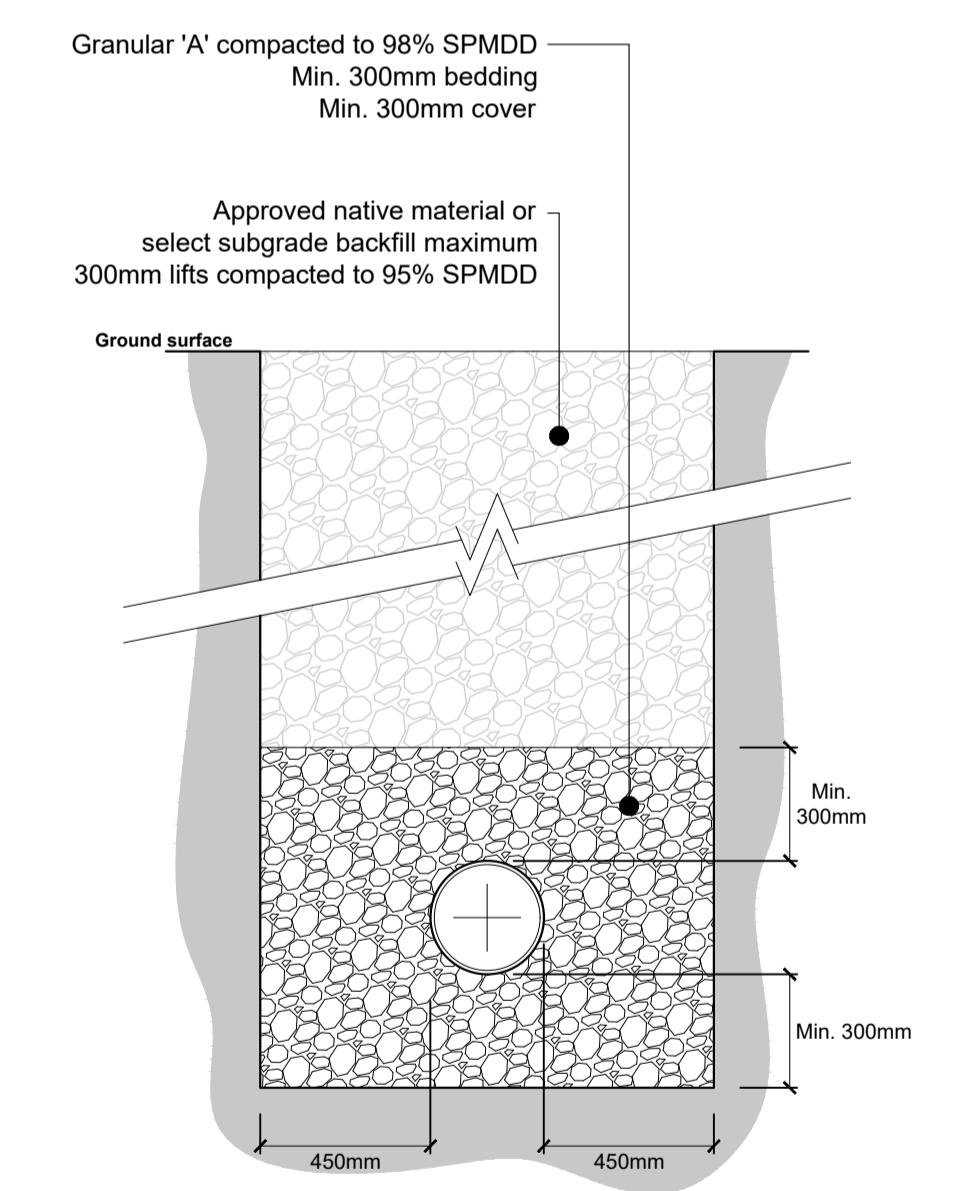 Granular 'A' compacted to 98% SPMDD
Min. 300mm bedding
Min. 300mm cover
Approved native material or
select subgrade backfill maximum
300mm lifts compacted to 95% SPMDD
Ground surface
Min.
300mm
Min. 300mm
450mm
450mm